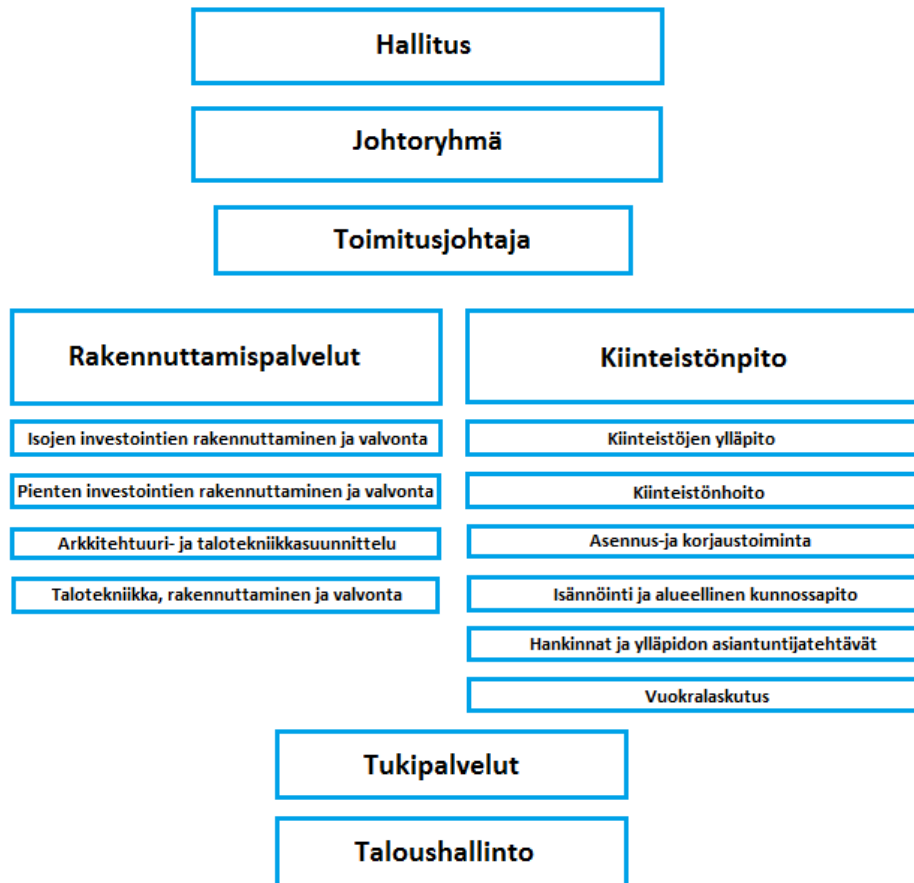 Hallitus
Johtoryhmä
Toimitusjohtaja
Rakennuttamispalvelut
Isojen investointien rakennuttaminen ja valvonta
Pienten investointien rakennuttaminen ja valvonta
Arkkitehtuuri- ja talotekniikkasuunnittelu
Talotekniikka, rakennuttaminen ja valvonta
Kiinteistönpito
Kiinteistöjen ylläpito
Kiinteistönhoito
Asennus-ja korjaustoiminta
Isännöinti ja alueellinen kunnossapito
Hankinnat ja ylläpidon asiantuntijatehtävät
Vuokralaskutus
Tukipalvelut
Taloushallinto